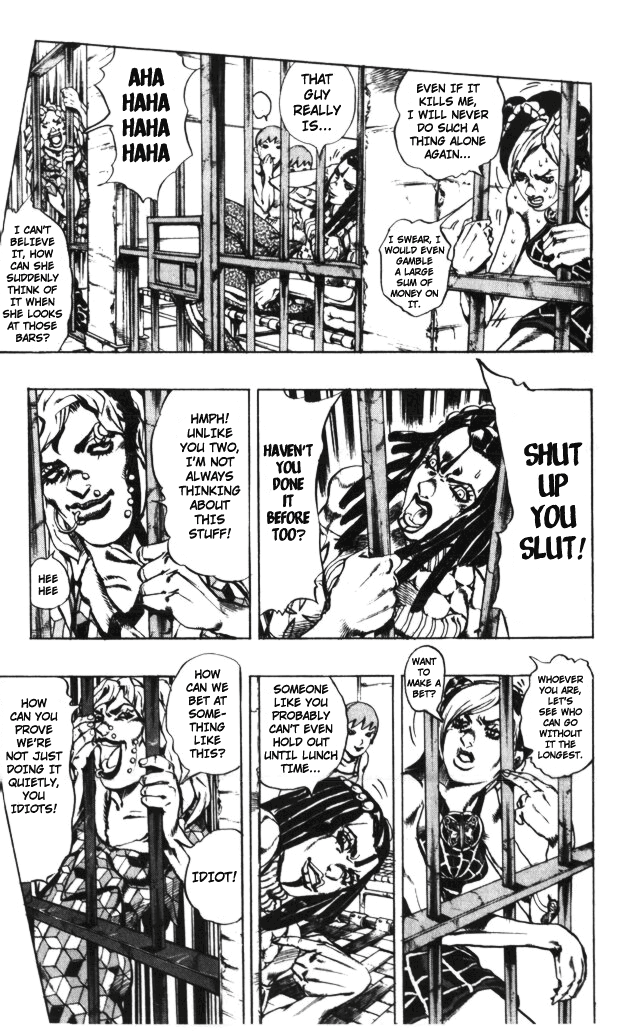 EVEN IF IT
KILLS ME,
I WILL NEVER
DO SUCH A
THING ALONE
AGAIN...
I SWEAR, I
WOULD EVEN
GAMBLE
A LARGE
SUM OF
MONEY ON
IT.
THAT
GUY
REALLY
IS...
AHA
HAHA
HAHA
HAHA
I CAN'T
BELIEVE
IT, HOW
CAN SHE
SUDDENLY
THINK OF
IT WHEN
SHE LOOKS
AT THOSE
BARS?
SHUT
UP
YOU
SLUT!
HAVEN'T
YOU
DONE
IT
BEFORE
TOO?
HMPH!
UNLIKE
YOU TWO,
I'M NOT
ALWAYS
THINKING
ABOUT
THIS
STUFF!
HEE
HEE
WHOEVER
YOU ARE,
LET'S
SEE WHO
CAN GO
WITHOUT
IT THE
LONGEST.
WANT
TO
MAKE A
BET?
SOMEONE
LIKE YOU
PROBABLY
CAN'T EVEN
HOLD OUT
UNTIL LUNCH
TIME...
HOW
CAN WE
BET AT
SOME-
THING
LIKE
THIS?
IDIOT!
HOW
CAN YOU
PROVE
WE'RE
NOT JUST
DOING IT
QUIETLY,
YOU
IDIOTS!